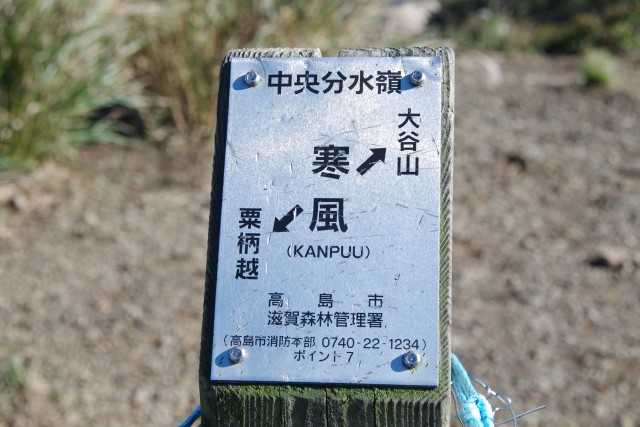 中央分水嶺
大谷山
寒風
(KANPUU)
粟柄越
高島市
滋賀森林管理署
(高島市消防本部 0740-22-1234)
ポイント7